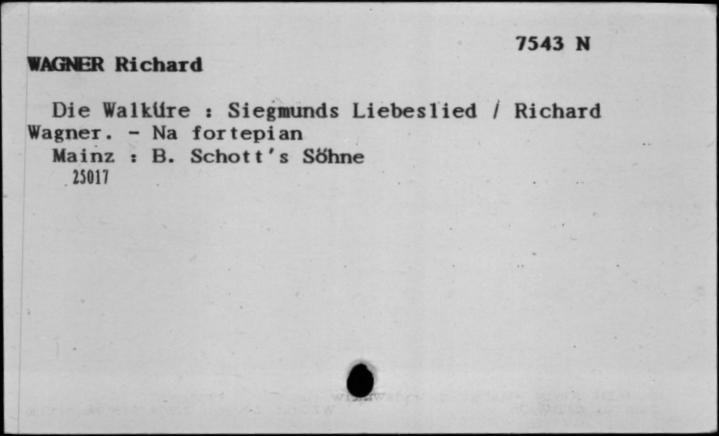 7543 N
WAGNER Richard
Die Walküre : Siegmunds Liebeslied / Richard
Wagner. - Na fortepian
Mainz : B. Schott's Söhne
25017